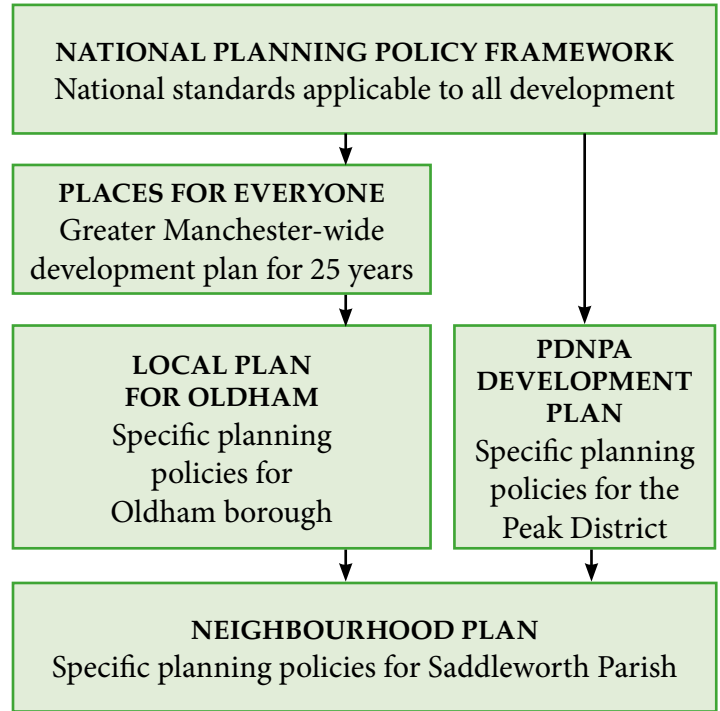 NATIONAL PLANNING POLICY FRAMEWORK
National standards applicable to all development
PLACES FOR EVERYONE
Greater Manchester-wide
development plan for 25 years
LOCAL PLAN
FOR OLDHAM
Specific planning
policies for
Oldham borough
PDNPA
DEVELOPMENT
PLAN
Specific planning
policies for the
Peak District
NEIGHBOURHOOD PLAN
Specific planning policies for Saddleworth Parish